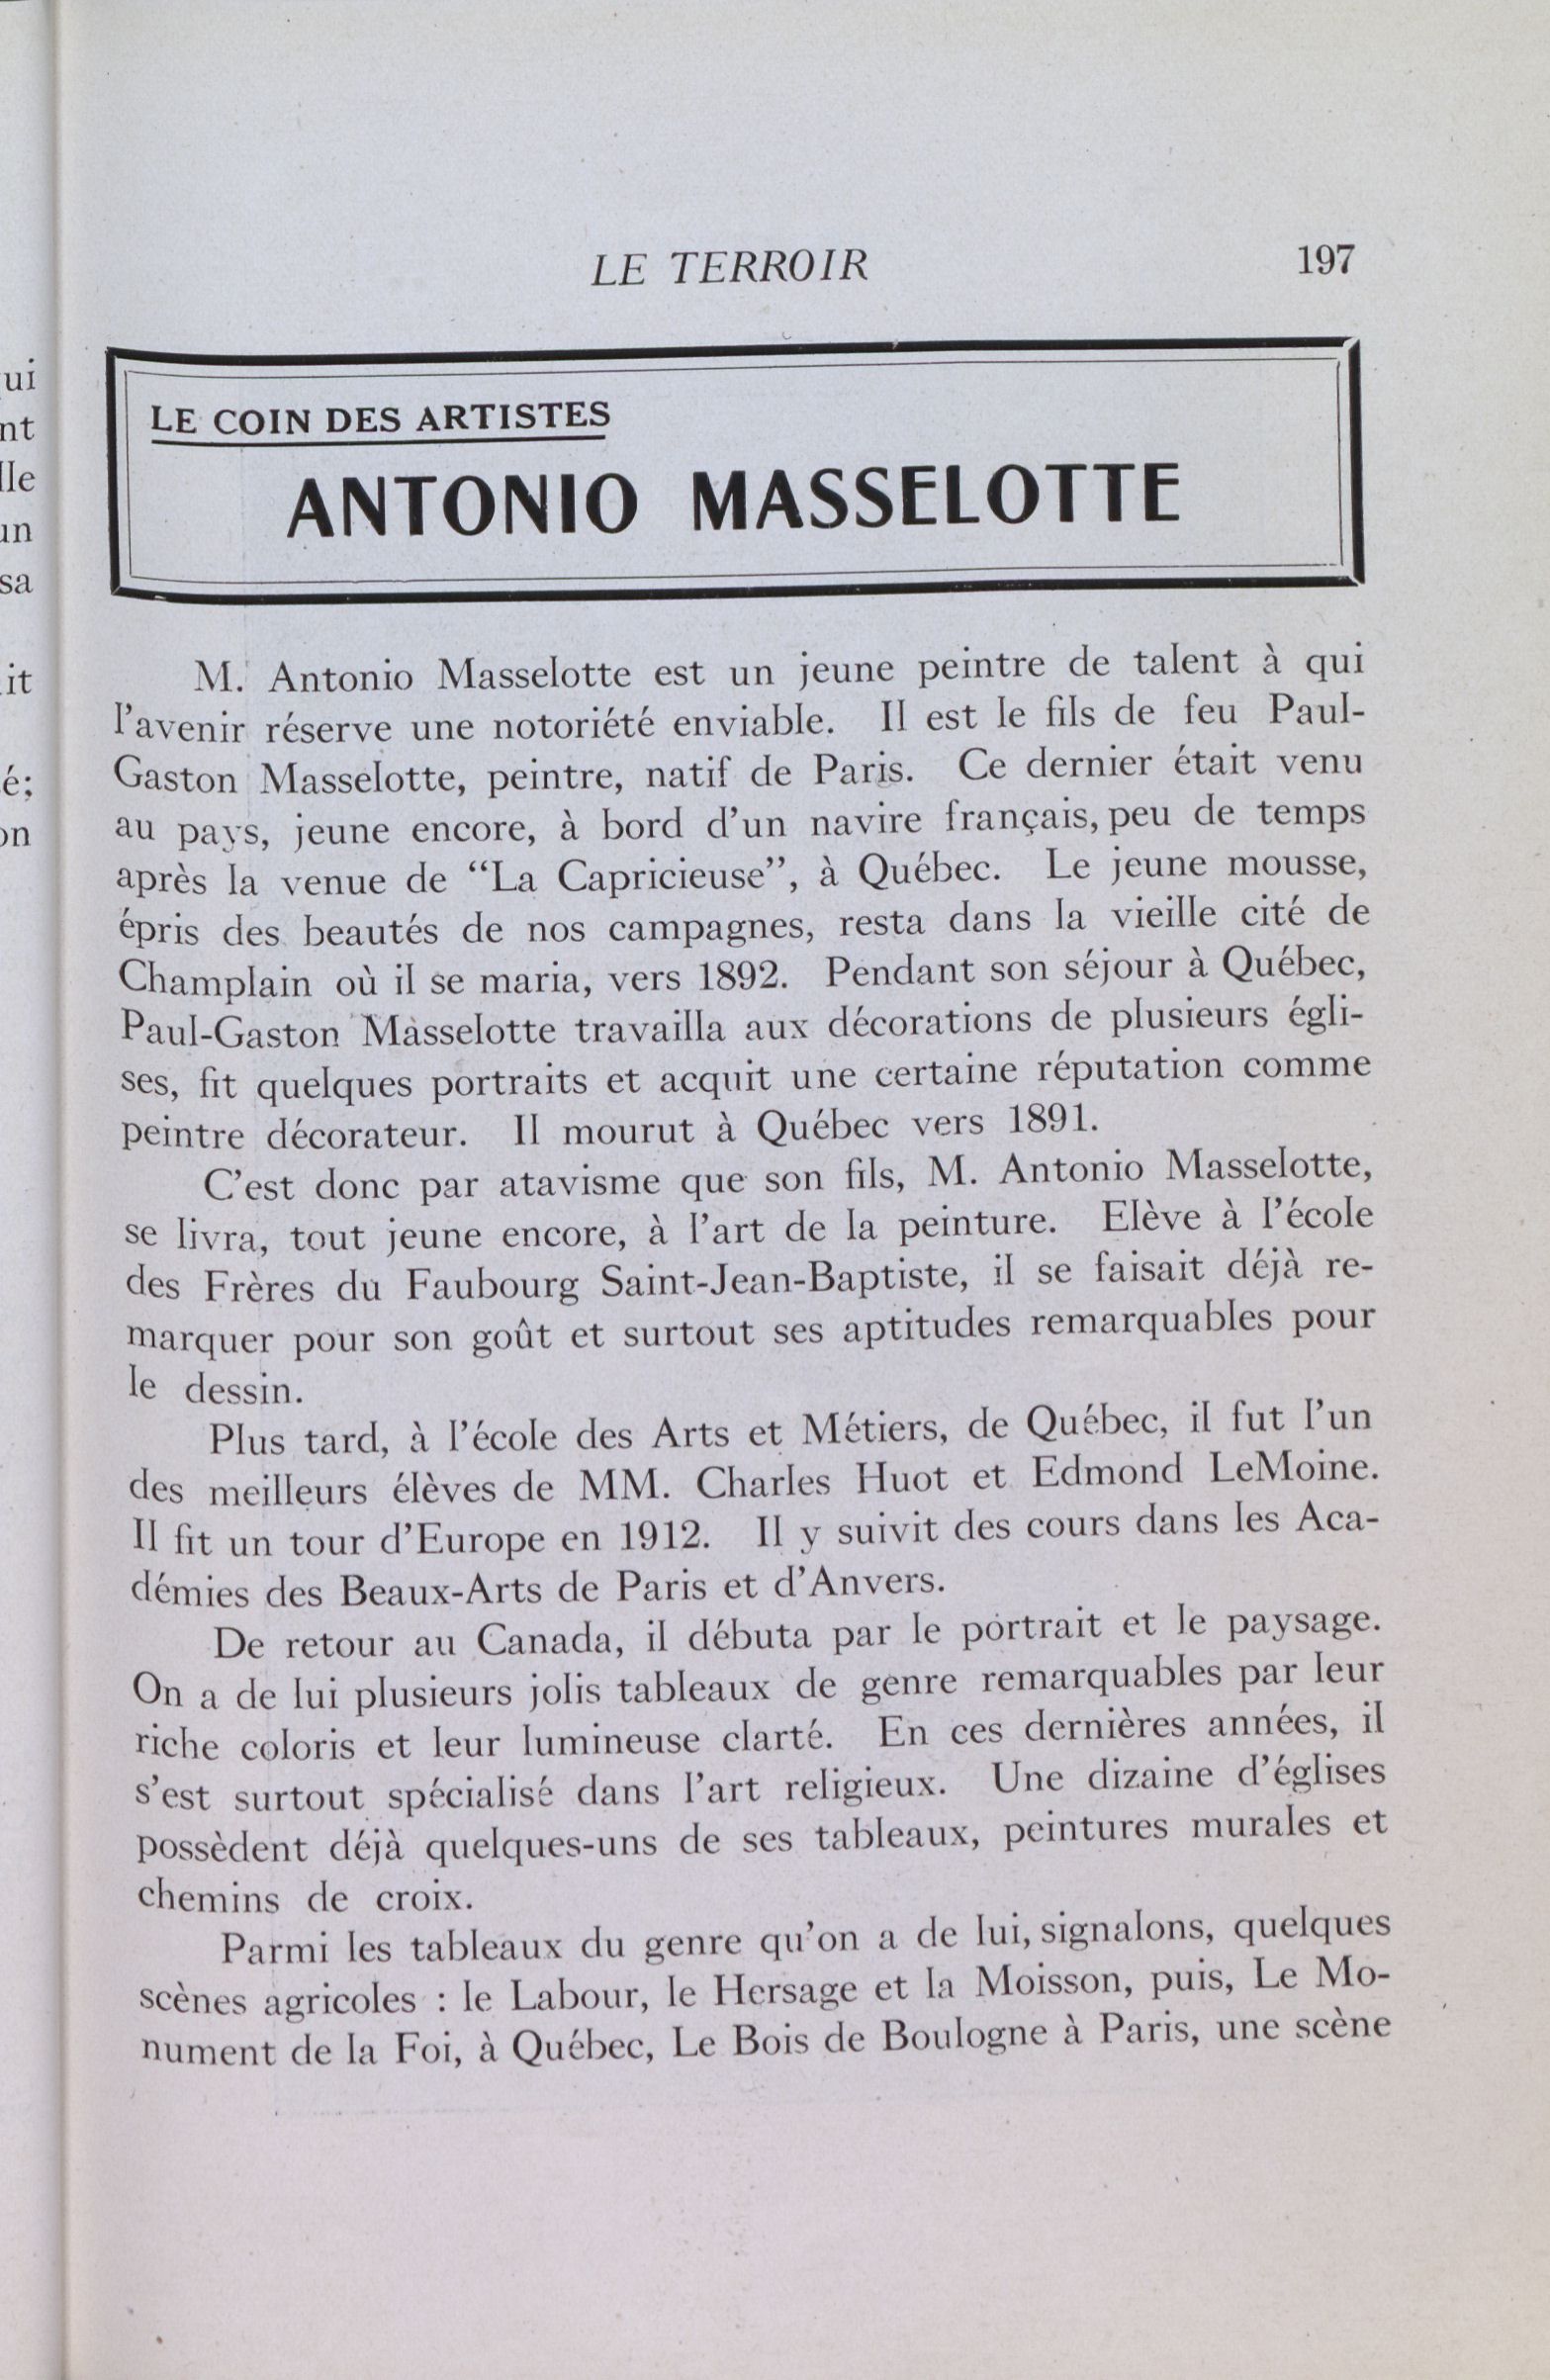 LE TERROIR
197
LE COIN DES ARTISTES
ANTONIO MASSELOTTE
M. Antonio Masselotte est un jeune peintre de talent à qui
l'avenir réserve une notoriété enviable. Il est le fils de feu Paul-
Gaston Masselotte, peintre, natif de Paris. Ce dernier était venu
au pays, jeune encore, à bord d'un navire français, peu de temps
après la venue de “La Capricieuse”, à Québec. Le jeune mousse,
épris des beautés de nos campagnes, resta dans la vieille cité de
Champlain où il se maria, vers 1892. Pendant son séjour à Québec,
Paul-Gaston Masselotte travailla aux décorations de plusieurs égli-
ses, fit quelques portraits et acquit une certaine réputation comme
peintre décorateur. Il mourut à Québec vers 1891.
C'est donc par atavisme que son fils, M. Antonio Masselotte,
se livra, tout jeune encore, à l'art de la peinture. Elève à l'école
des Frères du Faubourg Saint-Jean-Baptiste, il se faisait déjà re-
marquer pour son goût et surtout ses aptitudes remarquables pour
le dessin.
Plus tard, à l'école des Arts et Métiers, de Québec, il fut l'un
des meilleurs élèves de MM. Charles Huot et Edmond LeMoine.
Il fit un tour d'Europe en 1912. Il y suivit des cours dans les Aca-
démies des Beaux-Arts de Paris et d'Anvers.
De retour au Canada, il débuta par le portrait et le paysage.
On a de lui plusieurs jolis tableaux de genre remarquables par leur
riche coloris et leur lumineuse clarté. En ces dernières années, il
s'est surtout spécialisé dans l'art religieux. Une dizaine d'églises
possèdent déjà quelques-uns de ses tableaux, peintures murales et
chemins de croix.
Parmi les tableaux du genre qu'on a de lui, signalons, quelques
scènes agricoles : le Labour, le Hersage et la Moisson, puis, Le Mo-
nument de la Foi, à Québec, Le Bois de Boulogne à Paris, une scène